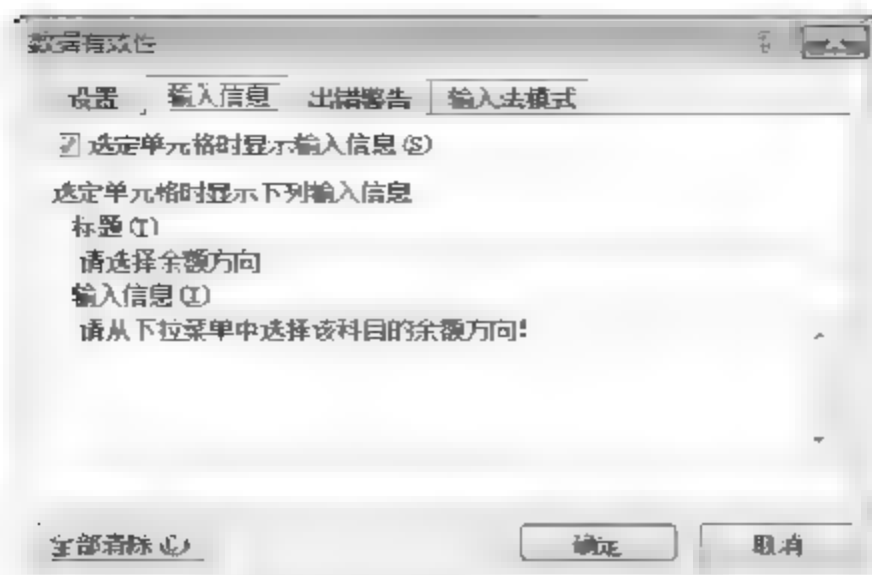 数据有效性
设置 输入信息 出错警告 输入法模式
选定单元格时显示输入信息(S)
选定单元格时显示下列输入信息
标题(T)
请选择余额方向
输入信息(I)
请从下拉菜单中选择该科目的余额方向!
全部清除(C) 确定 取消